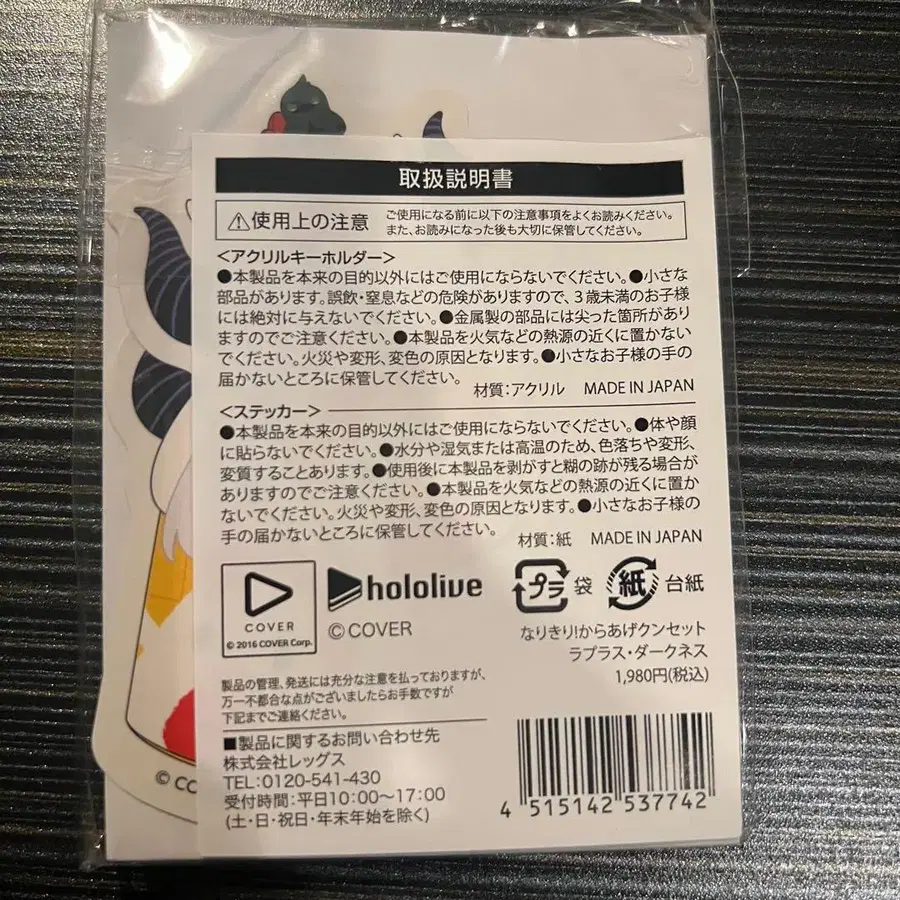 取扱説明書
使用上の注意
ご使用になる前に以下の注意事項をよくお読みください。
また、お読みになった後も大切に保管してください。
<アクリルキーホルダー>
●本製品を本来の目的以外にはご使用にならないでください。●小さな
部品があります。誤飲・窒息などの危険がありますので、3歳未満のお子様
には絶対に与えないでください。●金属製の部品には尖った箇所があり
ますのでご注意ください。●本製品を火気などの熱源の近くに置かない
でください。火災や変形、変色の原因となります。●小さなお子様の手の
届かないところに保管してください。
材質：アクリル MADE IN JAPAN
<ステッカー>
●本製品を本来の目的以外にはご使用にならないでください。●体や顔
に貼らないでください。●水分や湿気または高温のため、色落ちや変形、
変質することあります。●使用後に本製品を剥がすと糊の跡が残る場合が
ありますのでご注意ください。●本製品を火気などの熱源の近くに置か
ないでください。火災や変形、変色の原因となります。●小さなお子様の
手の届かないところに保管してください。
材質：紙 MADE IN JAPAN
COVER
© 2016 COVER Corp.
hololive
© COVER
プラ 袋 紙 台紙
なりきり!からあげクンセット
ラプラス・ダークネス
1,980円(税込)
製品の管理、発送には充分な注意を払っておりますが、
万一不都合な点がございましたらお手数ですが
下記までご連絡ください。
■製品に関するお問い合わせ先
株式会社レッグス
TEL:0120-541-430
受付時間：平日10:00〜17:00
(土・日・祝日・年末年始を除く)
4 515142 537742
© CO